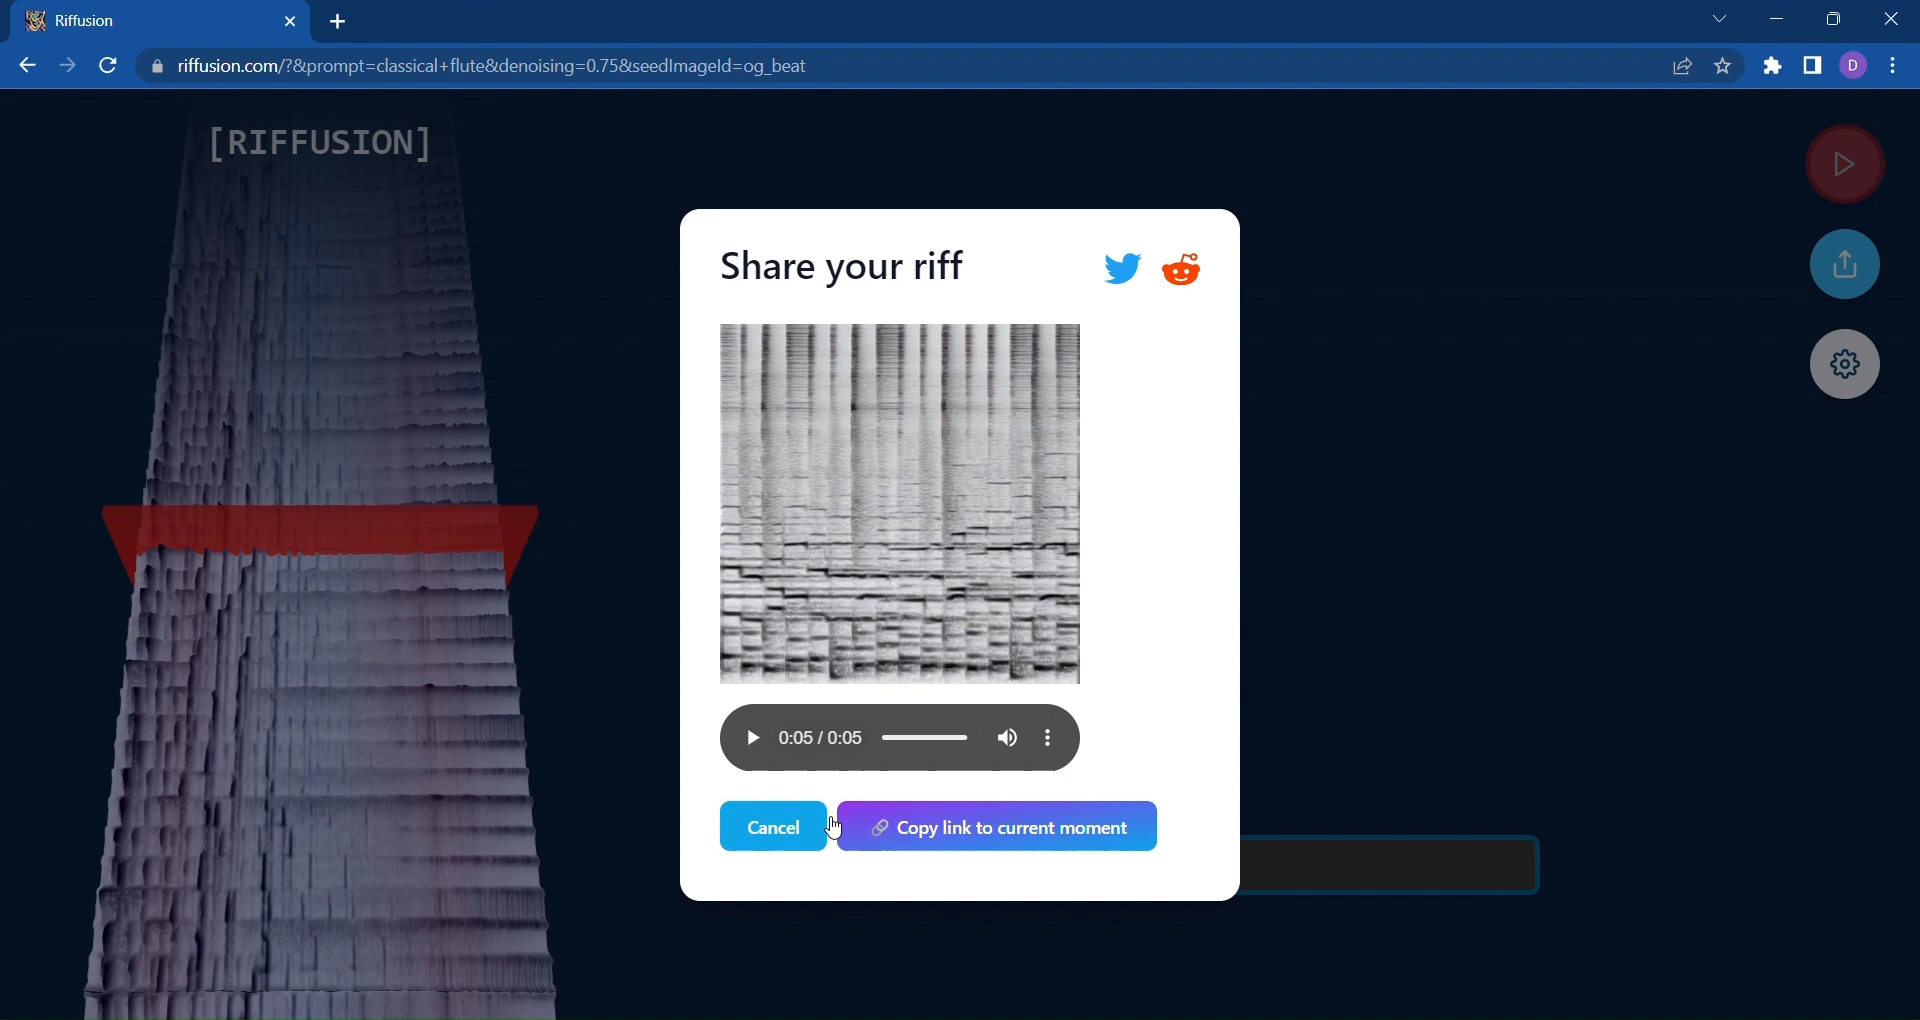 Riffusion
riffusion.com/?&prompt=classical+flute&denoising=0.75&seedImageId=og_beat
D
[RIFFUSION]
Share your riff
0:05 / 0:05
Cancel
Copy link to current moment